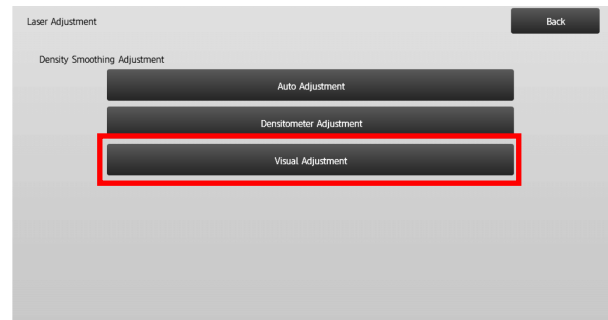 Laser Adjustment
Back
Density Smoothing Adjustment
Auto Adjustment
Densitometer Adjustment
Visual Adjustment